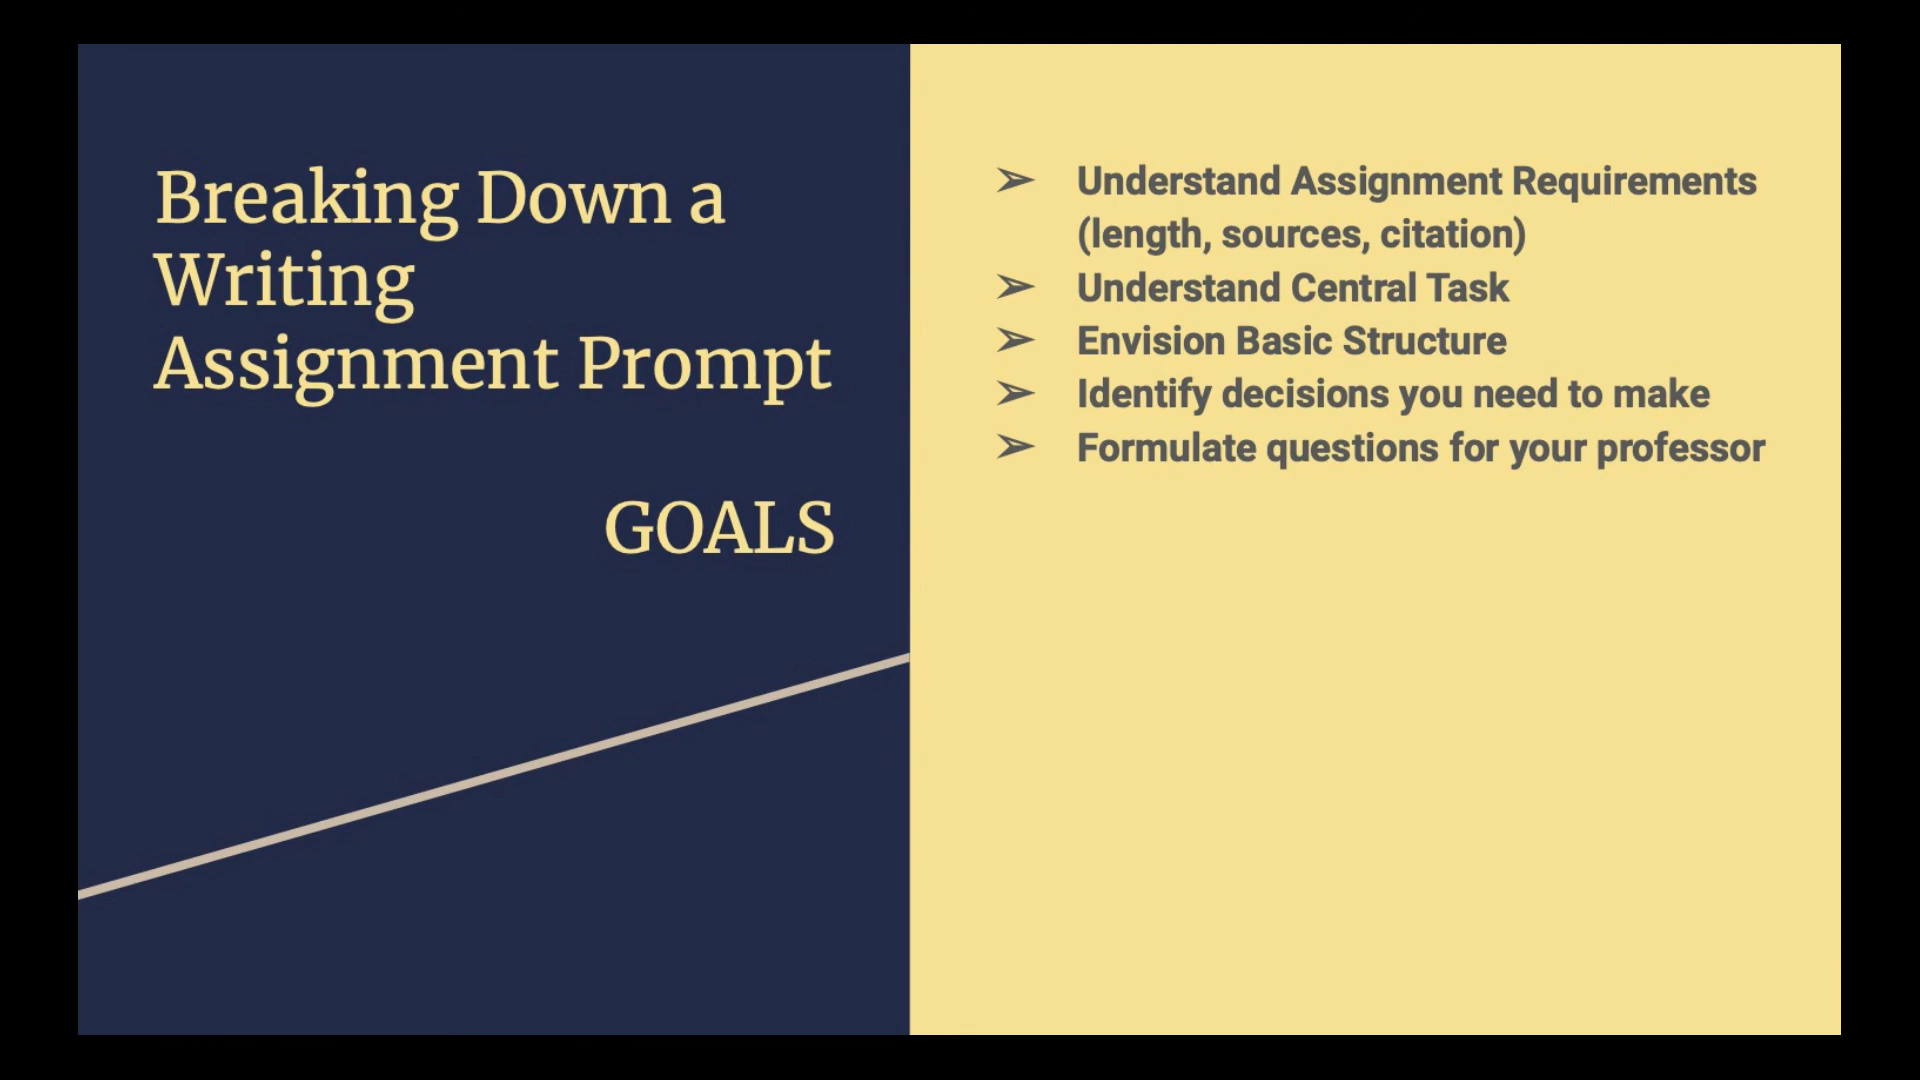 Breaking Down a
Writing
Assignment Prompt
GOALS
➢ Understand Assignment Requirements
(length, sources, citation)
➢ Understand Central Task
➢ Envision Basic Structure
➢ Identify decisions you need to make
➢ Formulate questions for your professor